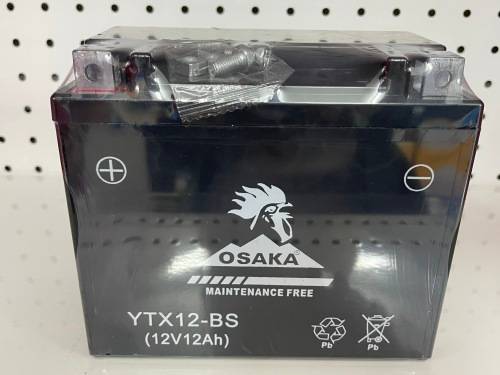 OSAKA®
MAINTENANCE FREE
YTX12-BS
(12V12Ah)
Pb
Pb